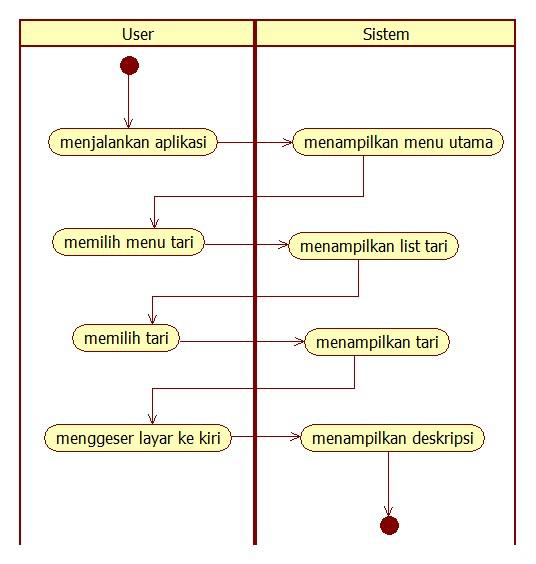 User
Sistem
menjalankan aplikasi
menampilkan menu utama
memilih menu tari
menampilkan list tari
memilih tari
menampilkan tari
menggeser layar ke kiri
menampilkan deskripsi